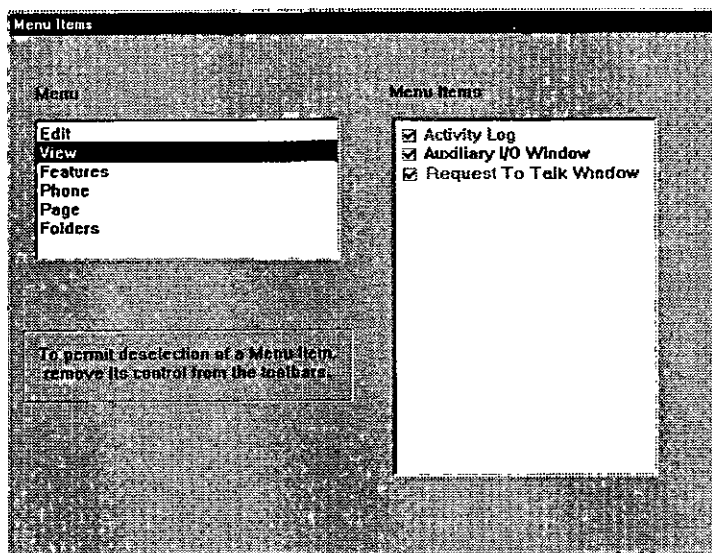 Menu Items
Menu
Edit
View
Features
Phone
Page
Folders
To permit deselection of a Menu Item,
remove its control from the toolbars.
Menu Items
Activity Log
Auxiliary I/O Window
Request To Talk Window